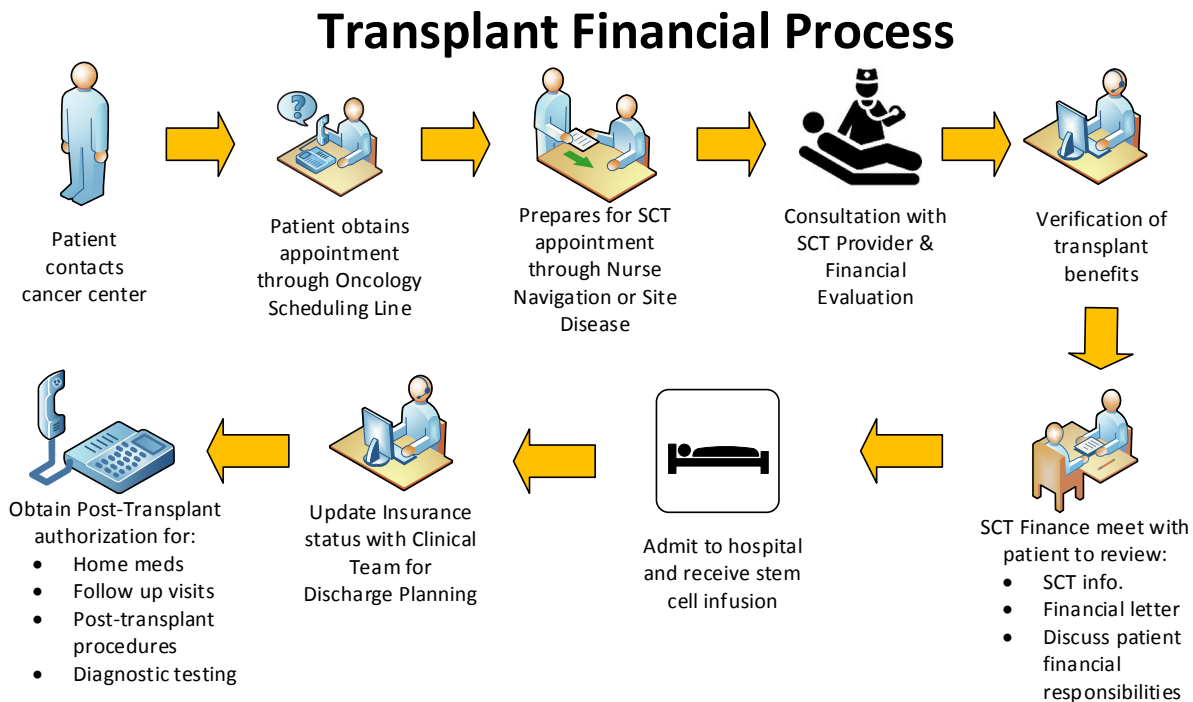 Transplant Financial Process
?
Patient
contacts
cancer center
Patient obtains
appointment
through Oncology
Scheduling Line
Prepares for SCT
appointment
through Nurse
Navigation or Site
Disease
Consultation with
SCT Provider &
Financial
Evaluation
Verification of
transplant
benefits
SCT Finance meet with
patient to review:
• SCT info.
• Financial letter
• Discuss patient
financial
responsibilities
Admit to hospital
and receive stem
cell infusion
Update Insurance
status with Clinical
Team for
Discharge Planning
Obtain Post-Transplant
authorization for:
• Home meds
• Follow up visits
• Post-transplant
procedures
• Diagnostic testing